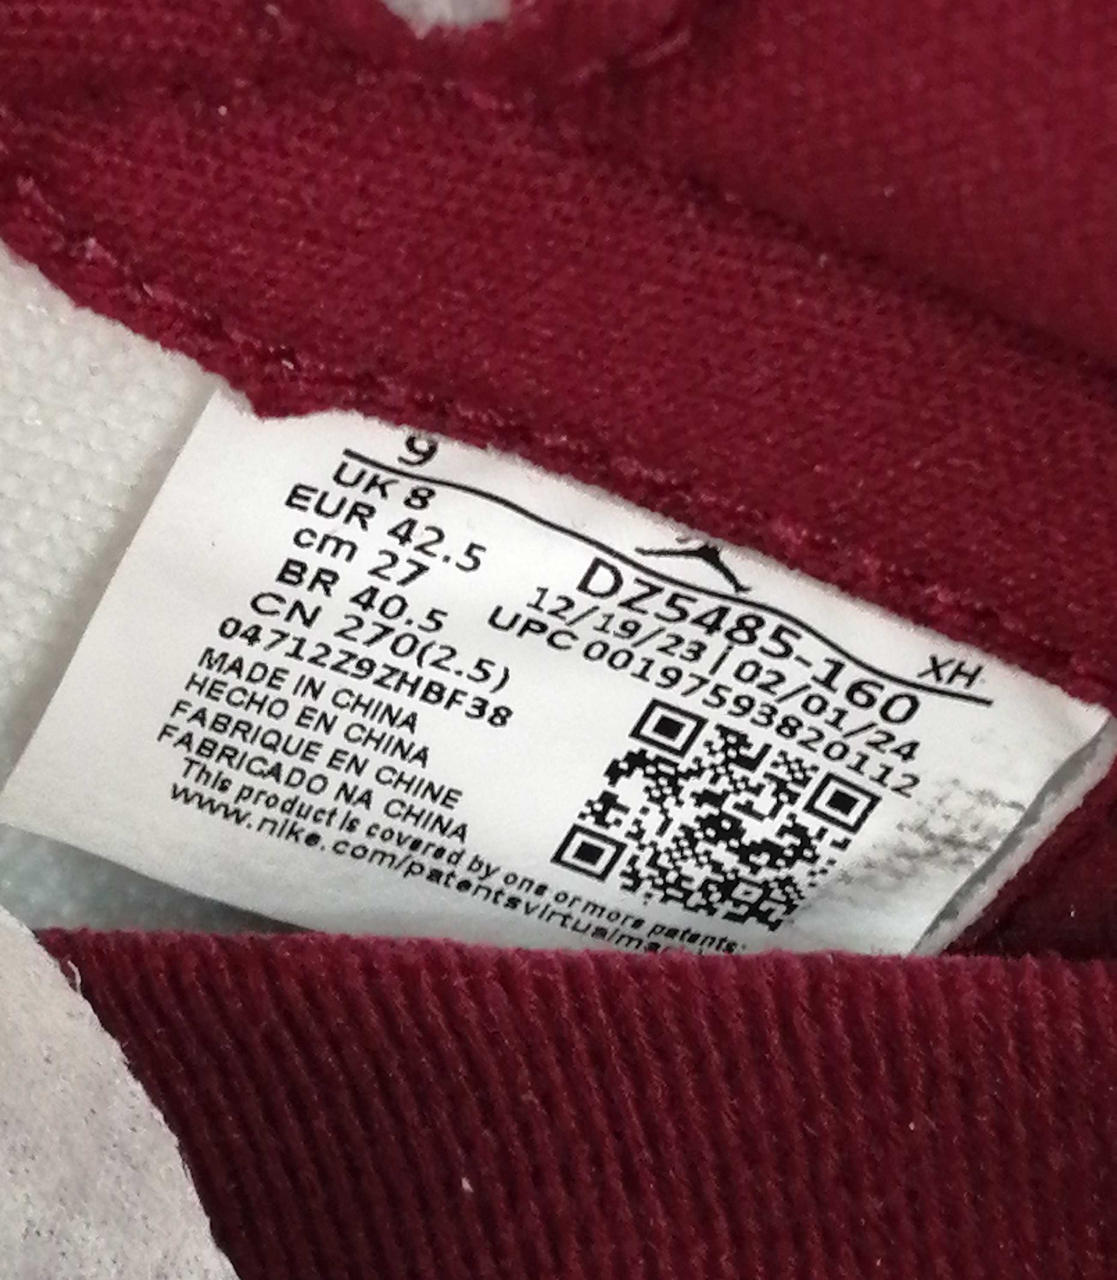 9
UK 8
EUR 42.5
cm 27
BR 40.5
CN 270(2.5)
04712Z9ZHBF38
MADE IN CHINA
HECHO EN CHINA
FABRIQUE EN CHINE
FABRICADO NA CHINA
This product is covered by one or more patents:
www.nike.com/patentsvirtualmar
XH
DZ5485-160
12/19/23 | 02/01/24
UPC 00197593820112